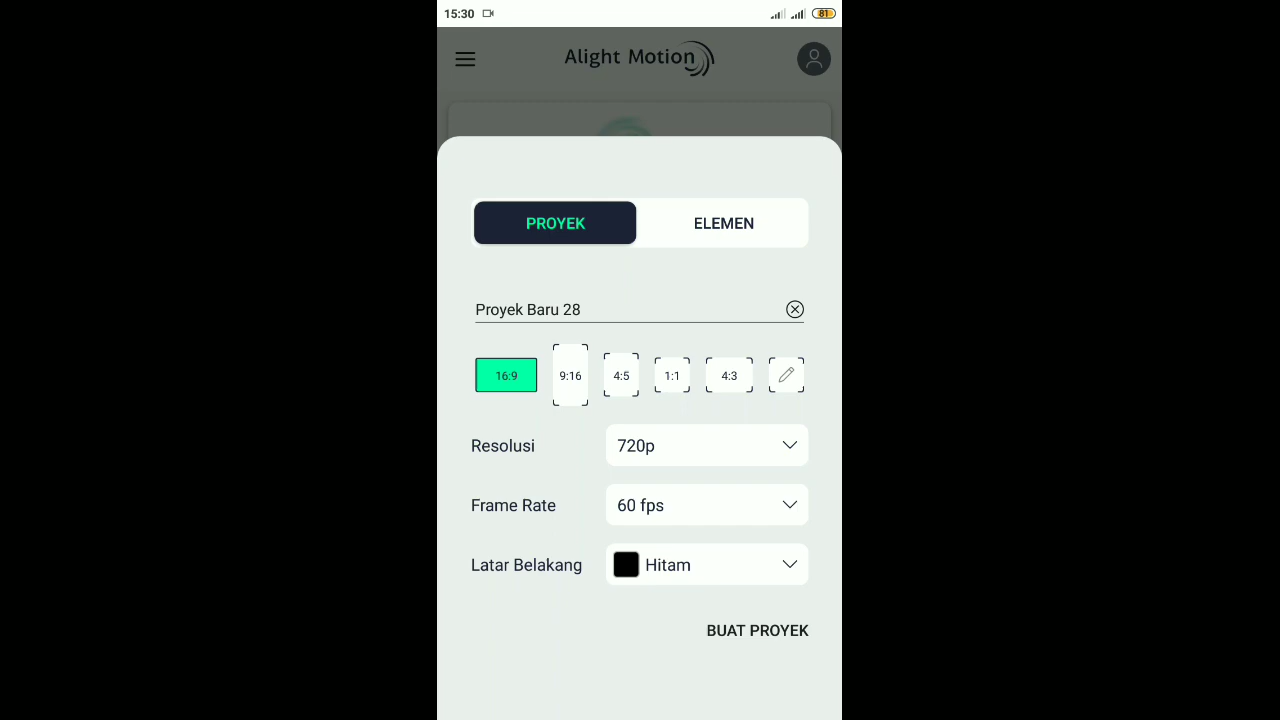 15:30
81
Alight Motion
PROYEK ELEMEN
Proyek Baru 28
16:9 9:16 4:5 1:1 4:3
Resolusi 720p
Frame Rate 60 fps
Latar Belakang Hitam
BUAT PROYEK